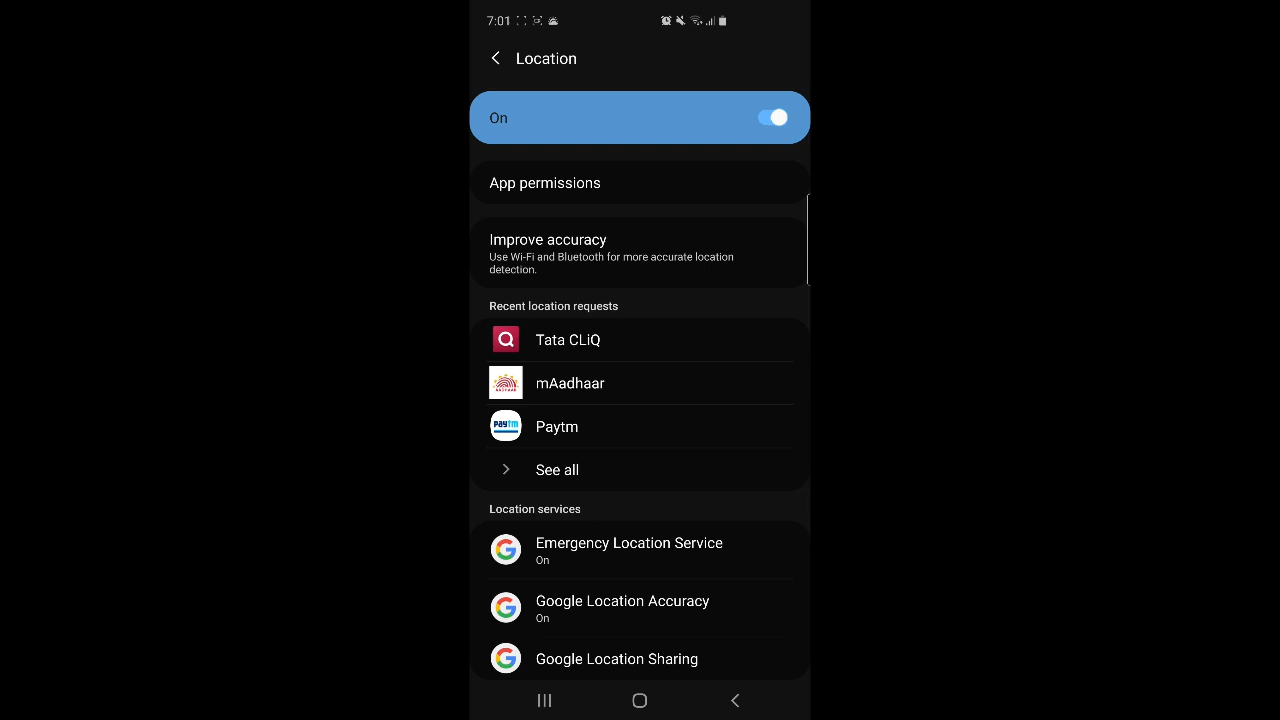 7:01
Location
On
App permissions
Improve accuracy
Use Wi-Fi and Bluetooth for more accurate location
detection.
Recent location requests
Tata CLiQ
AADHAAR
mAadhaar
Paytm
Paytm
See all
Location services
Emergency Location Service
On
Google Location Accuracy
On
Google Location Sharing